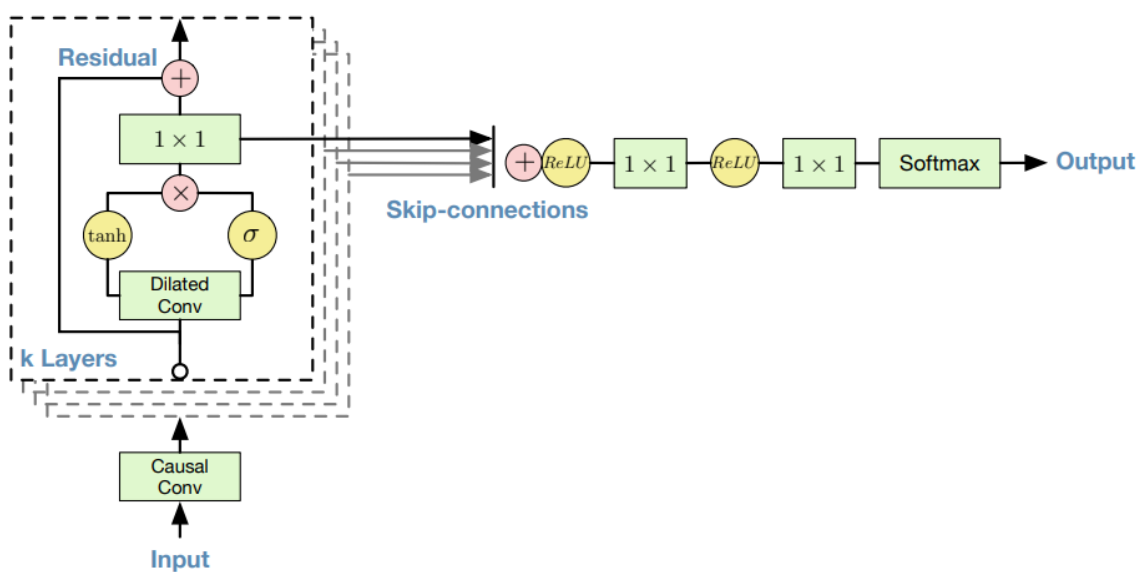 Residual
+
1 × 1
×
tanh
σ
Dilated
Conv
k Layers
Causal
Conv
Input
Skip-connections
+
ReLU
1 × 1
ReLU
1 × 1
Softmax
Output